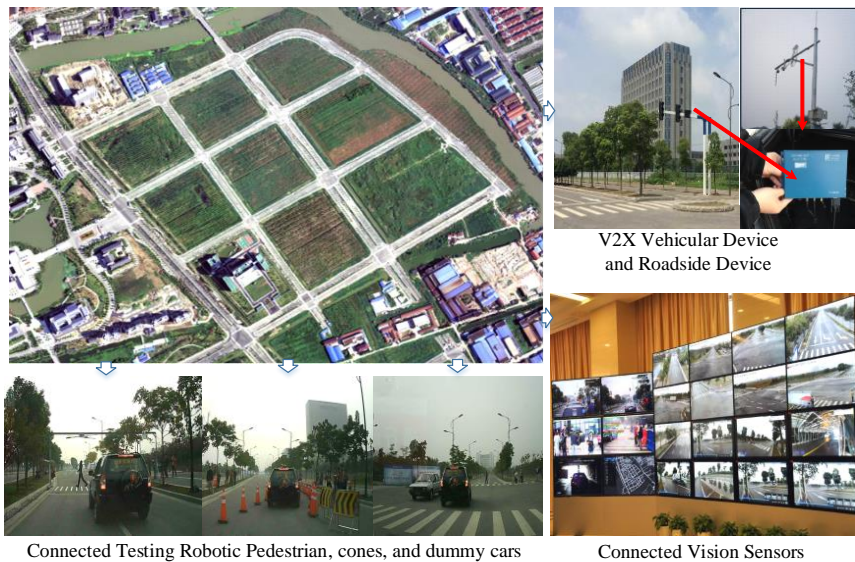 V2X Vehicular Device
and Roadside Device
Connected Testing Robotic Pedestrian, cones, and dummy cars
Connected Vision Sensors